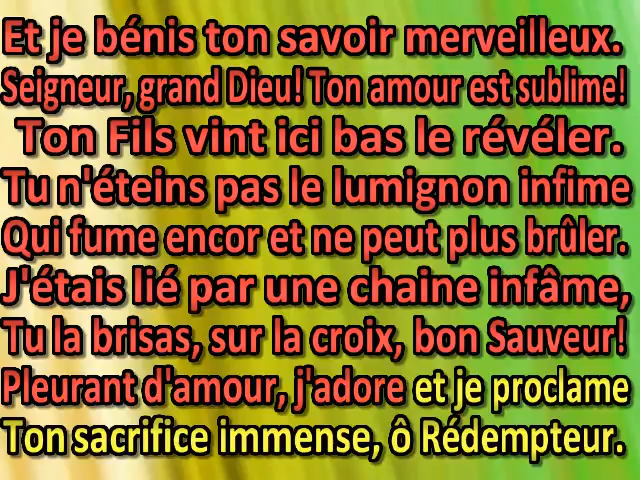 Et je bénis ton savoir merveilleux.
Seigneur, grand Dieu! Ton amour est sublime!
Ton Fils vint ici bas le révéler.
Tu n'éteins pas le lumignon infime
Qui fume encor et ne peut plus brûler.
J'étais lié par une chaine infâme,
Tu la brisas, sur la croix, bon Sauveur!
Pleurant d'amour, j'adore et je proclame
Ton sacrifice immense, ô Rédempteur.